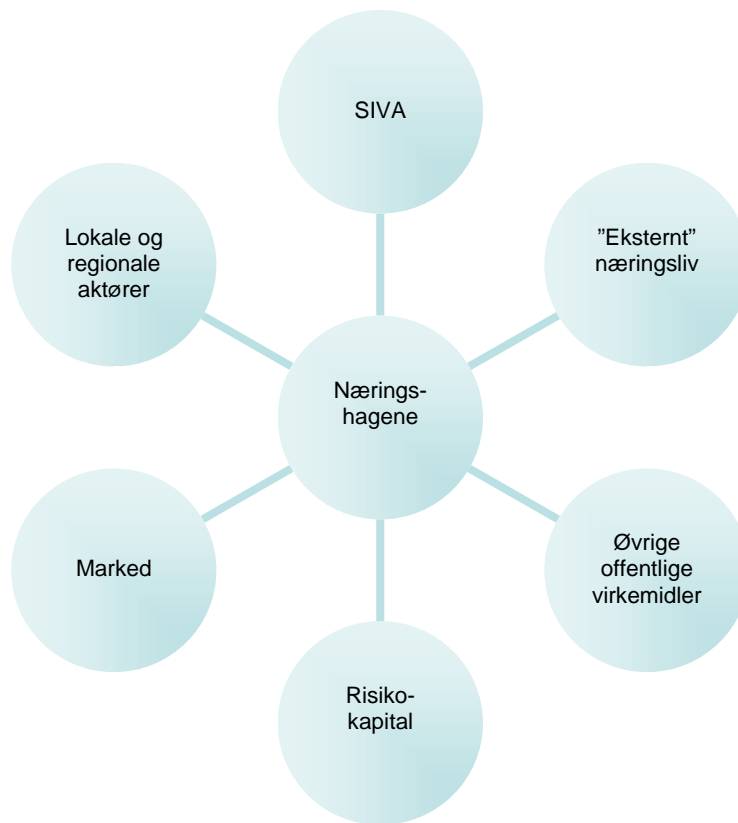 SIVA
Lokale og
regionale
aktører
”Eksternt”
næringsliv
Nærings-
hagene
Marked
Øvrige
offentlige
virkemidler
Risiko-
kapital